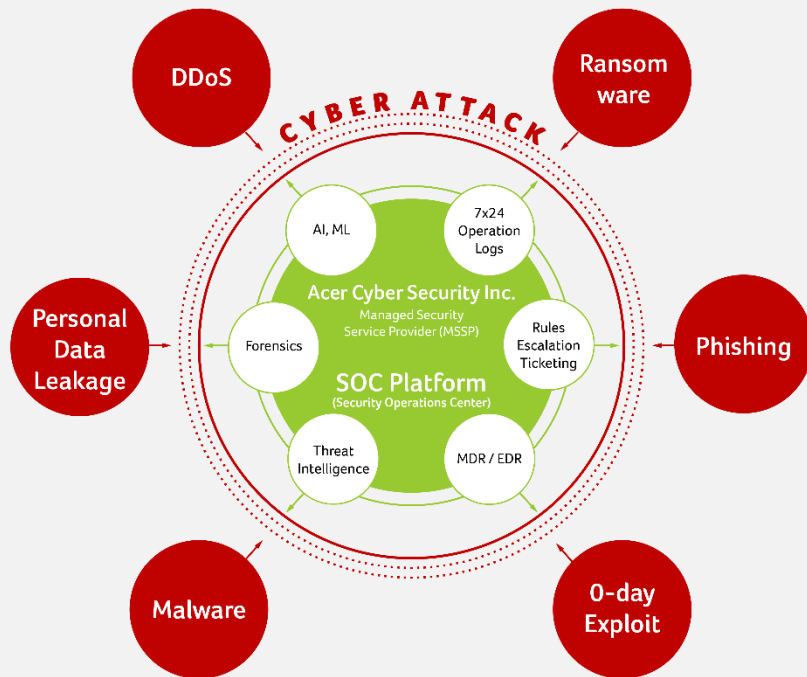 DDoS
Ransom
ware
CYBER ATTACK
AI, ML
7x24
Operation
Logs
Acer Cyber Security Inc.
Managed Security
Service Provider (MSSP)
Personal
Data
Leakage
Forensics
Rules
Escalation
Ticketing
Phishing
SOC Platform
(Security Operations Center)
Threat
Intelligence
MDR / EDR
Malware
0-day
Exploit